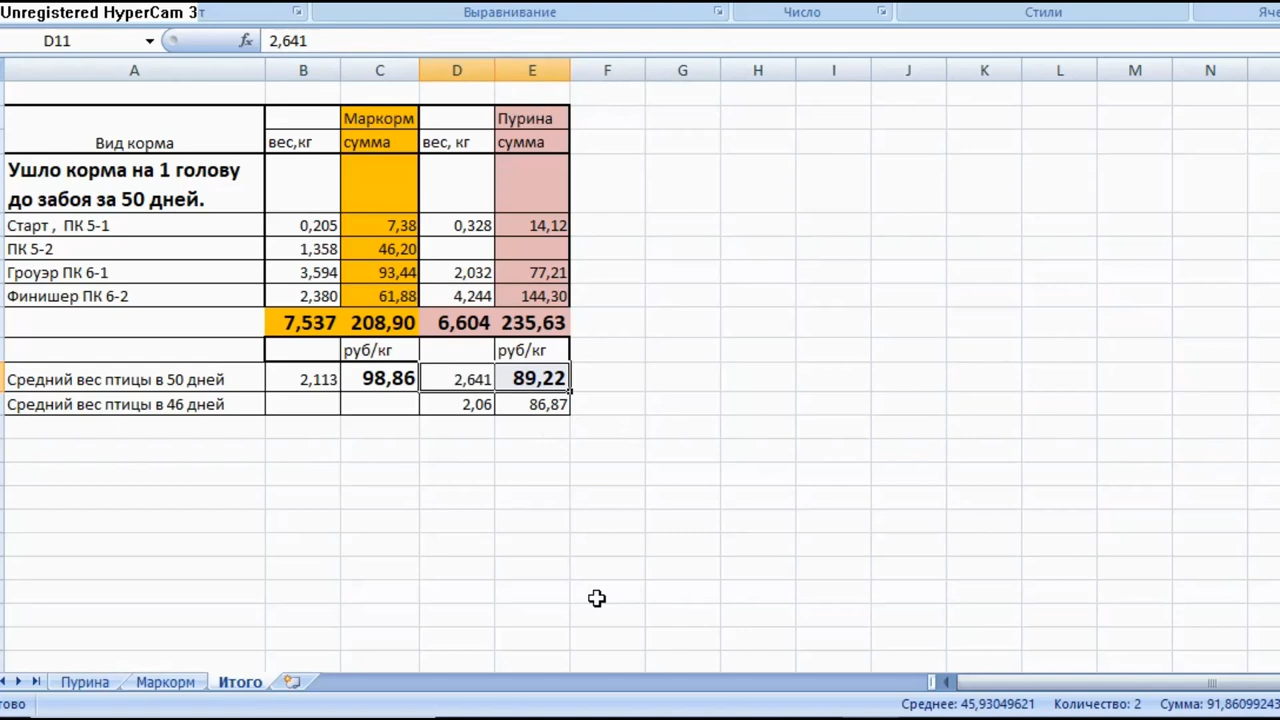 Unregistered HyperCam 3 т Выравнивание Число Стили Яче
D11 fx 2,641
A B C D E F G H I J K L M N
Маркорм Пурина
Вид корма вес,кг сумма вес, кг сумма
Ушло корма на 1 голову
до забоя за 50 дней.
Старт , ПК 5-1 0,205 7,38 0,328 14,12
ПК 5-2 1,358 46,20
Гроуэр ПК 6-1 3,594 93,44 2,032 77,21
Финишер ПК 6-2 2,380 61,88 4,244 144,30
7,537 208,90 6,604 235,63
руб/кг руб/кг
Средний вес птицы в 50 дней 2,113 98,86 2,641 89,22
Средний вес птицы в 46 дней 2,06 86,87
Пурина Маркорм Итого
тово Среднее: 45,93049621 Количество: 2 Сумма: 91,86099243